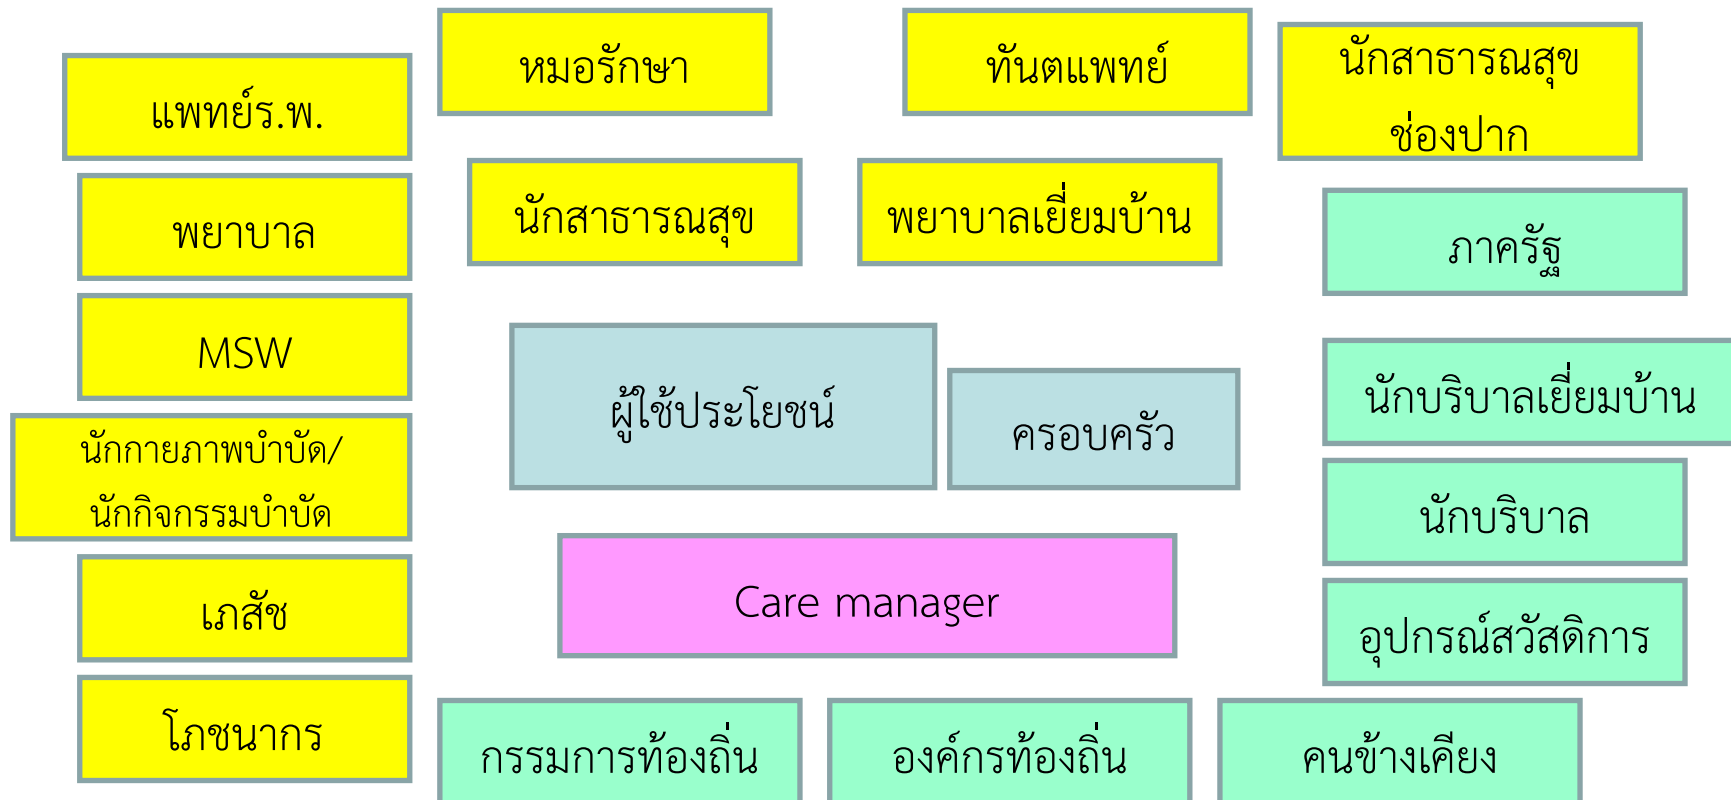 หมอรักษา
ทันตแพทย์
นักสาธารณสุข
ช่องปาก
แพทย์ร.พ.
นักสาธารณสุข
พยาบาลเยี่ยมบ้าน
พยาบาล
ภาครัฐ
MSW
ผู้ใช้ประโยชน์
ครอบครัว
นักบริบาลเยี่ยมบ้าน
นักกายภาพบำบัด/
นักกิจกรรมบำบัด
นักบริบาล
Care manager
เภสัช
อุปกรณ์สวัสดิการ
โภชนากร
กรรมการท้องถิ่น
องค์กรท้องถิ่น
คนข้างเคียง